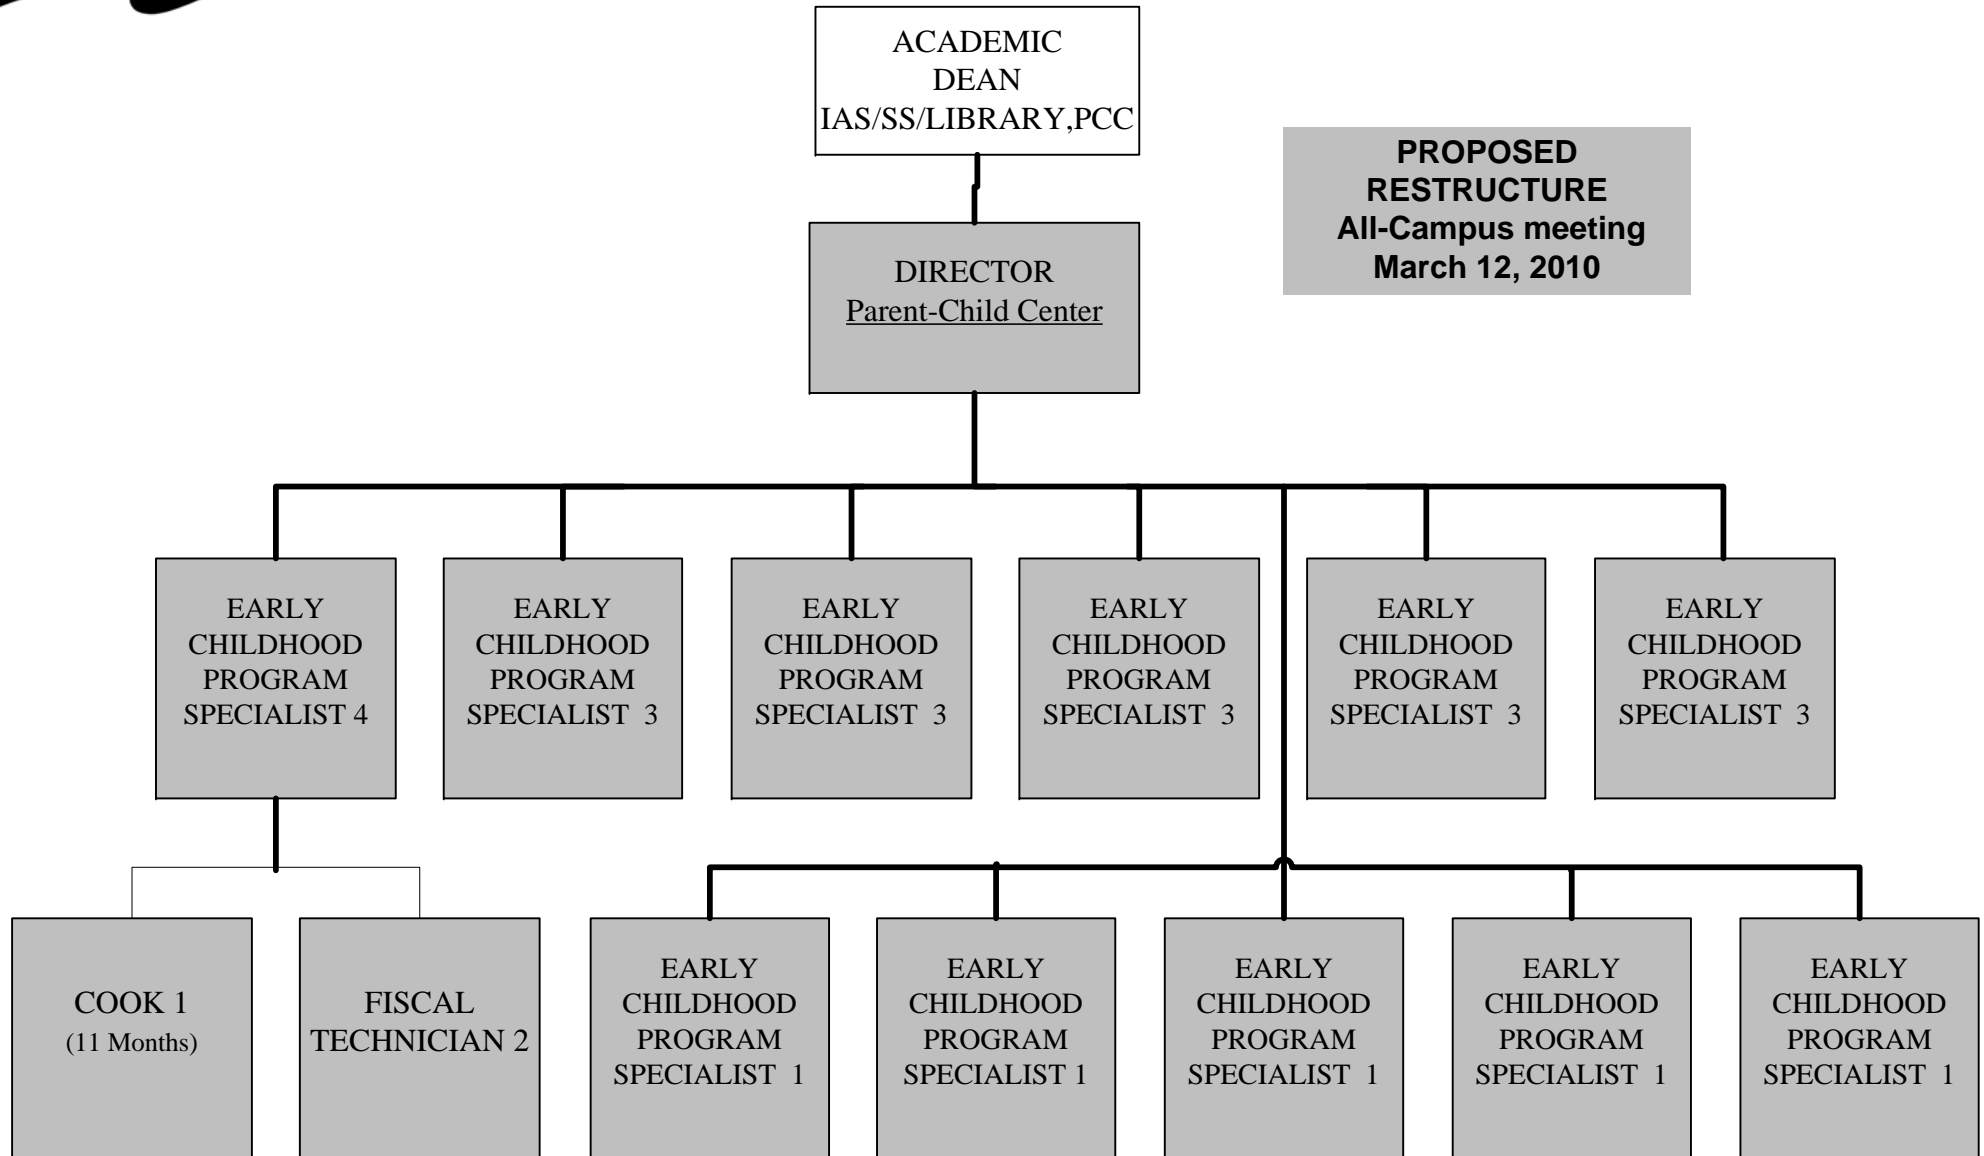 ACADEMIC
DEAN
IAS/SS/LIBRARY,PCC
PROPOSED
RESTRUCTURE
All-Campus meeting
March 12, 2010
DIRECTOR
Parent-Child Center
EARLY
CHILDHOOD
PROGRAM
SPECIALIST 4
EARLY
CHILDHOOD
PROGRAM
SPECIALIST  3
EARLY
CHILDHOOD
PROGRAM
SPECIALIST  3
EARLY
CHILDHOOD
PROGRAM
SPECIALIST  3
EARLY
CHILDHOOD
PROGRAM
SPECIALIST  3
EARLY
CHILDHOOD
PROGRAM
SPECIALIST  3
COOK 1
(11 Months)
FISCAL
TECHNICIAN 2
EARLY
CHILDHOOD
PROGRAM
SPECIALIST  1
EARLY
CHILDHOOD
PROGRAM
SPECIALIST 1
EARLY
CHILDHOOD
PROGRAM
SPECIALIST  1
EARLY
CHILDHOOD
PROGRAM
SPECIALIST  1
EARLY
CHILDHOOD
PROGRAM
SPECIALIST  1